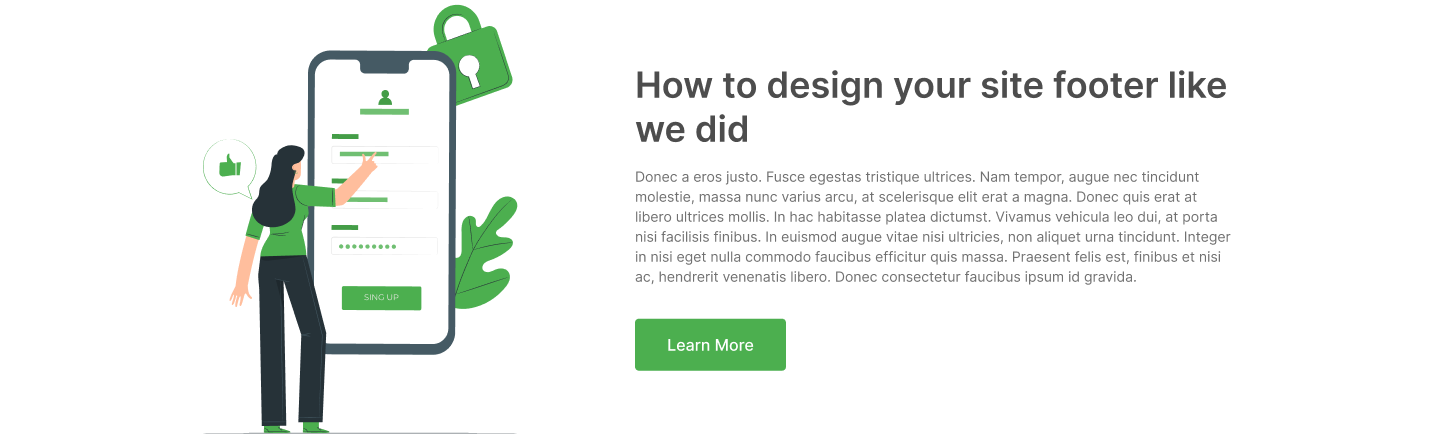 SING UP
How to design your site footer like
we did
Donec a eros justo. Fusce egestas tristique ultrices. Nam tempor, augue nec tincidunt
molestie, massa nunc varius arcu, at scelerisque elit erat a magna. Donec quis erat at
libero ultrices mollis. In hac habitasse platea dictumst. Vivamus vehicula leo dui, at porta
nisi facilisis finibus. In euismod augue vitae nisi ultricies, non aliquet urna tincidunt. Integer
in nisi eget nulla commodo faucibus efficitur quis massa. Praesent felis est, finibus et nisi
ac, hendrerit venenatis libero. Donec consectetur faucibus ipsum id gravida.
Learn More